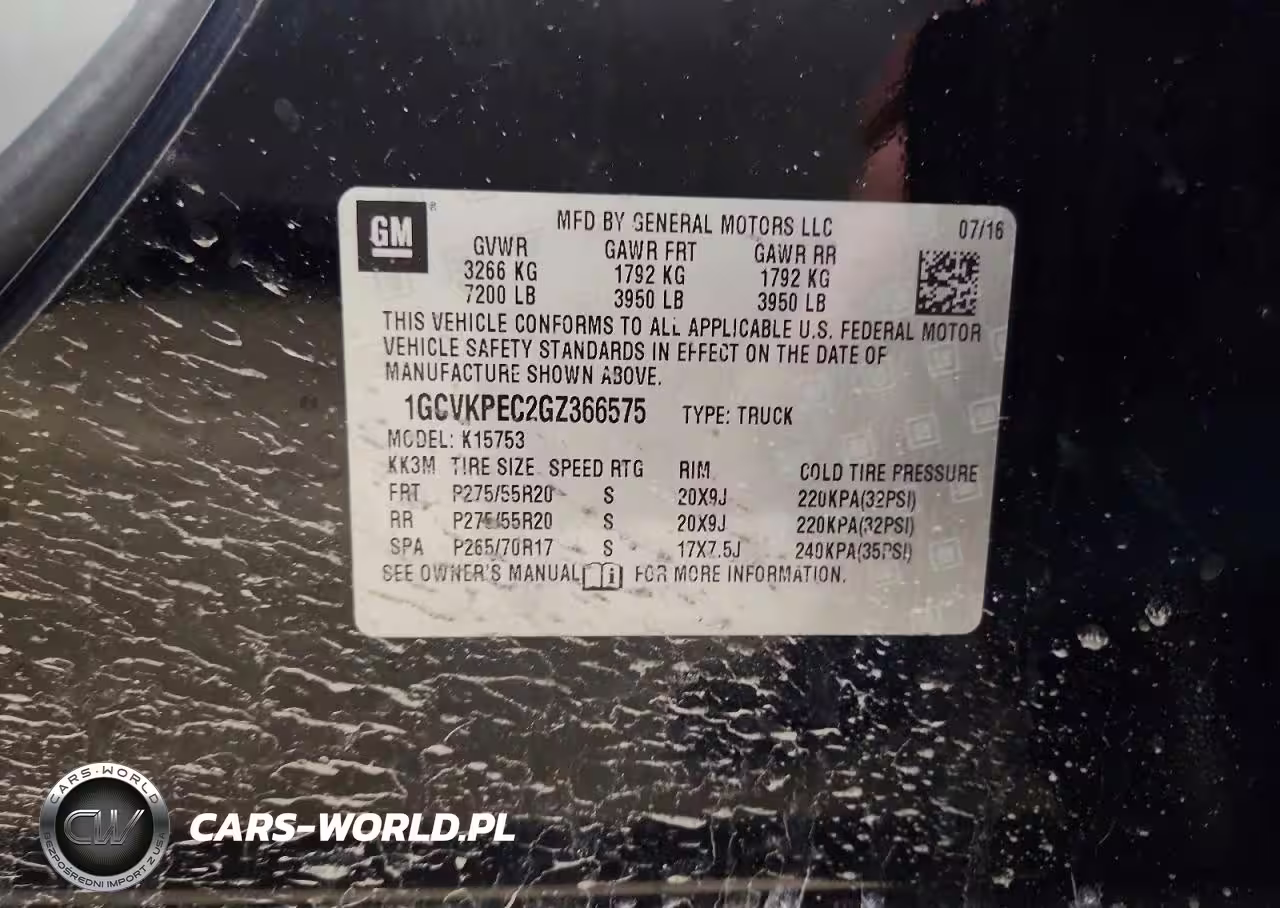 GM ®
MFD BY GENERAL MOTORS LLC 07/16
GVWR GAWR FRT GAWR RR
3266 KG 1792 KG 1792 KG
7200 LB 3950 LB 3950 LB
THIS VEHICLE CONFORMS TO ALL APPLICABLE U.S. FEDERAL MOTOR
VEHICLE SAFETY STANDARDS IN EFFECT ON THE DATE OF
MANUFACTURE SHOWN ABOVE.
1GCVKPEC2GZ366575 TYPE: TRUCK
MODEL: K15753
KK3M TIRE SIZE SPEED RTG RIM COLD TIRE PRESSURE
FRT P275/55R20 S 20X9J 220KPA(32PSI)
RR P275/55R20 S 20X9J 220KPA(32PSI)
SPA P265/70R17 S 17X7.5J 240KPA(35PSI)
SEE OWNER'S MANUAL FOR MORE INFORMATION.
CARS-WORLD
CW
BEZPOŚREDNI IMPORT Z USA
CARS-WORLD.PL